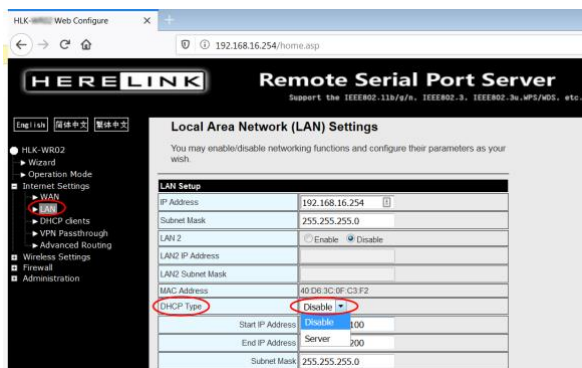 HLK- Web Configure × +
192.168.16.254/home.asp
HERELINK
Remote Serial Port Server
Support the IEEE802.11b/g/n, IEEE802.3, IEEE802.3u,WPS/WDS, etc.
English 简体中文 繁体中文
HLK-WR02
Wizard
Operation Mode
Internet Settings
WAN
LAN
DHCP clients
VPN Passthrough
Advanced Routing
Wireless Settings
Firewall
Administration
Local Area Network (LAN) Settings
You may enable/disable networking functions and configure their parameters as your
wish.
LAN Setup
IP Address 192.168.16.254
Subnet Mask 255.255.255.0
LAN 2 Enable Disable
LAN2 IP Address
LAN2 Subnet Mask
MAC Address 40:D6:3C:0F:C3:F2
DHCP Type Disable
Disable
Server
Start IP Address 100
End IP Address 200
Subnet Mask 255.255.255.0